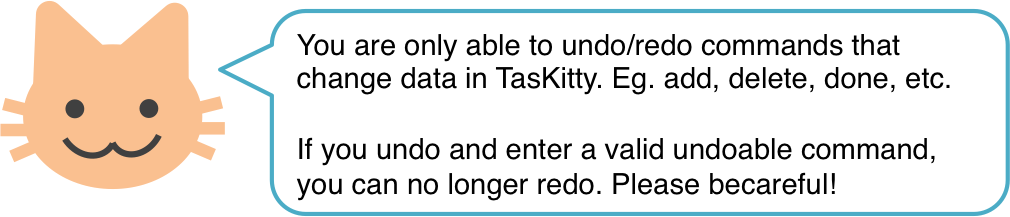 You are only able to undo/redo commands that
change data in TasKitty. Eg. add, delete, done, etc.
If you undo and enter a valid undoable command,
you can no longer redo. Please becareful!